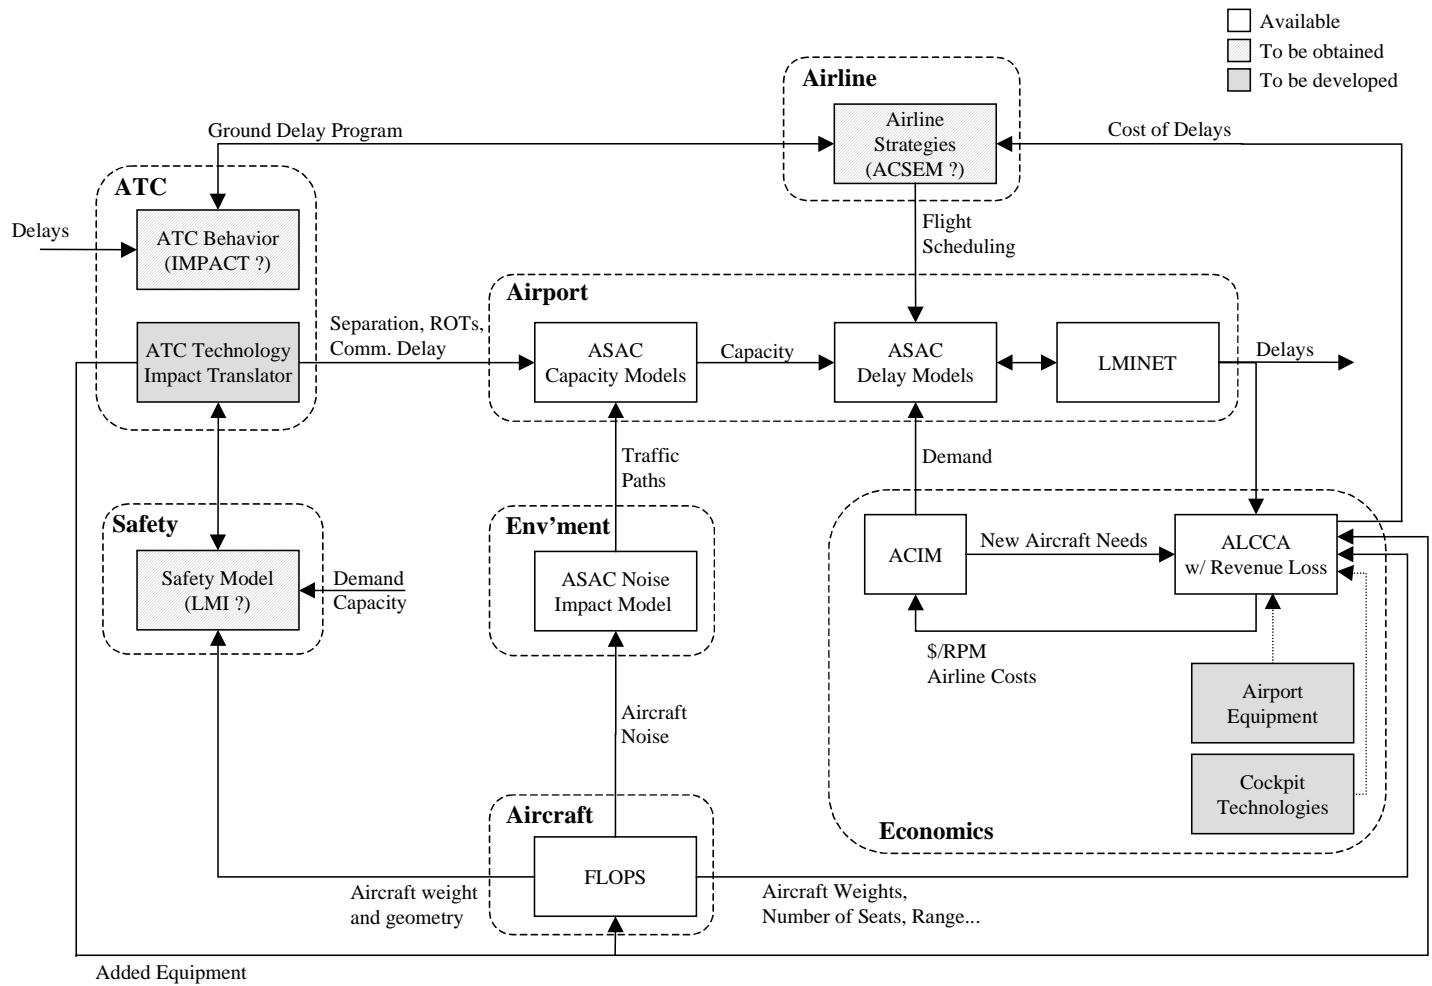 Available
To be obtained
To be developed
Airline
Airline
Strategies
(ACSEM ?)
Ground Delay Program
Cost of Delays
ATC
Delays
ATC Behavior
(IMPACT ?)
Flight
Scheduling
Airport
Separation, ROTs,
Comm. Delay
ATC Technology
Impact Translator
ASAC
Capacity Models
Capacity
ASAC
Delay Models
LMINET
Delays
Traffic
Paths
Demand
Safety
Safety Model
(LMI ?)
Demand
Capacity
Env'ment
ASAC Noise
Impact Model
ACIM
New Aircraft Needs
ALCCA
w/ Revenue Loss
$/RPM
Airline Costs
Airport
Equipment
Cockpit
Technologies
Economics
Aircraft
Noise
Aircraft
FLOPS
Aircraft weight
and geometry
Aircraft Weights,
Number of Seats, Range...
Added Equipment